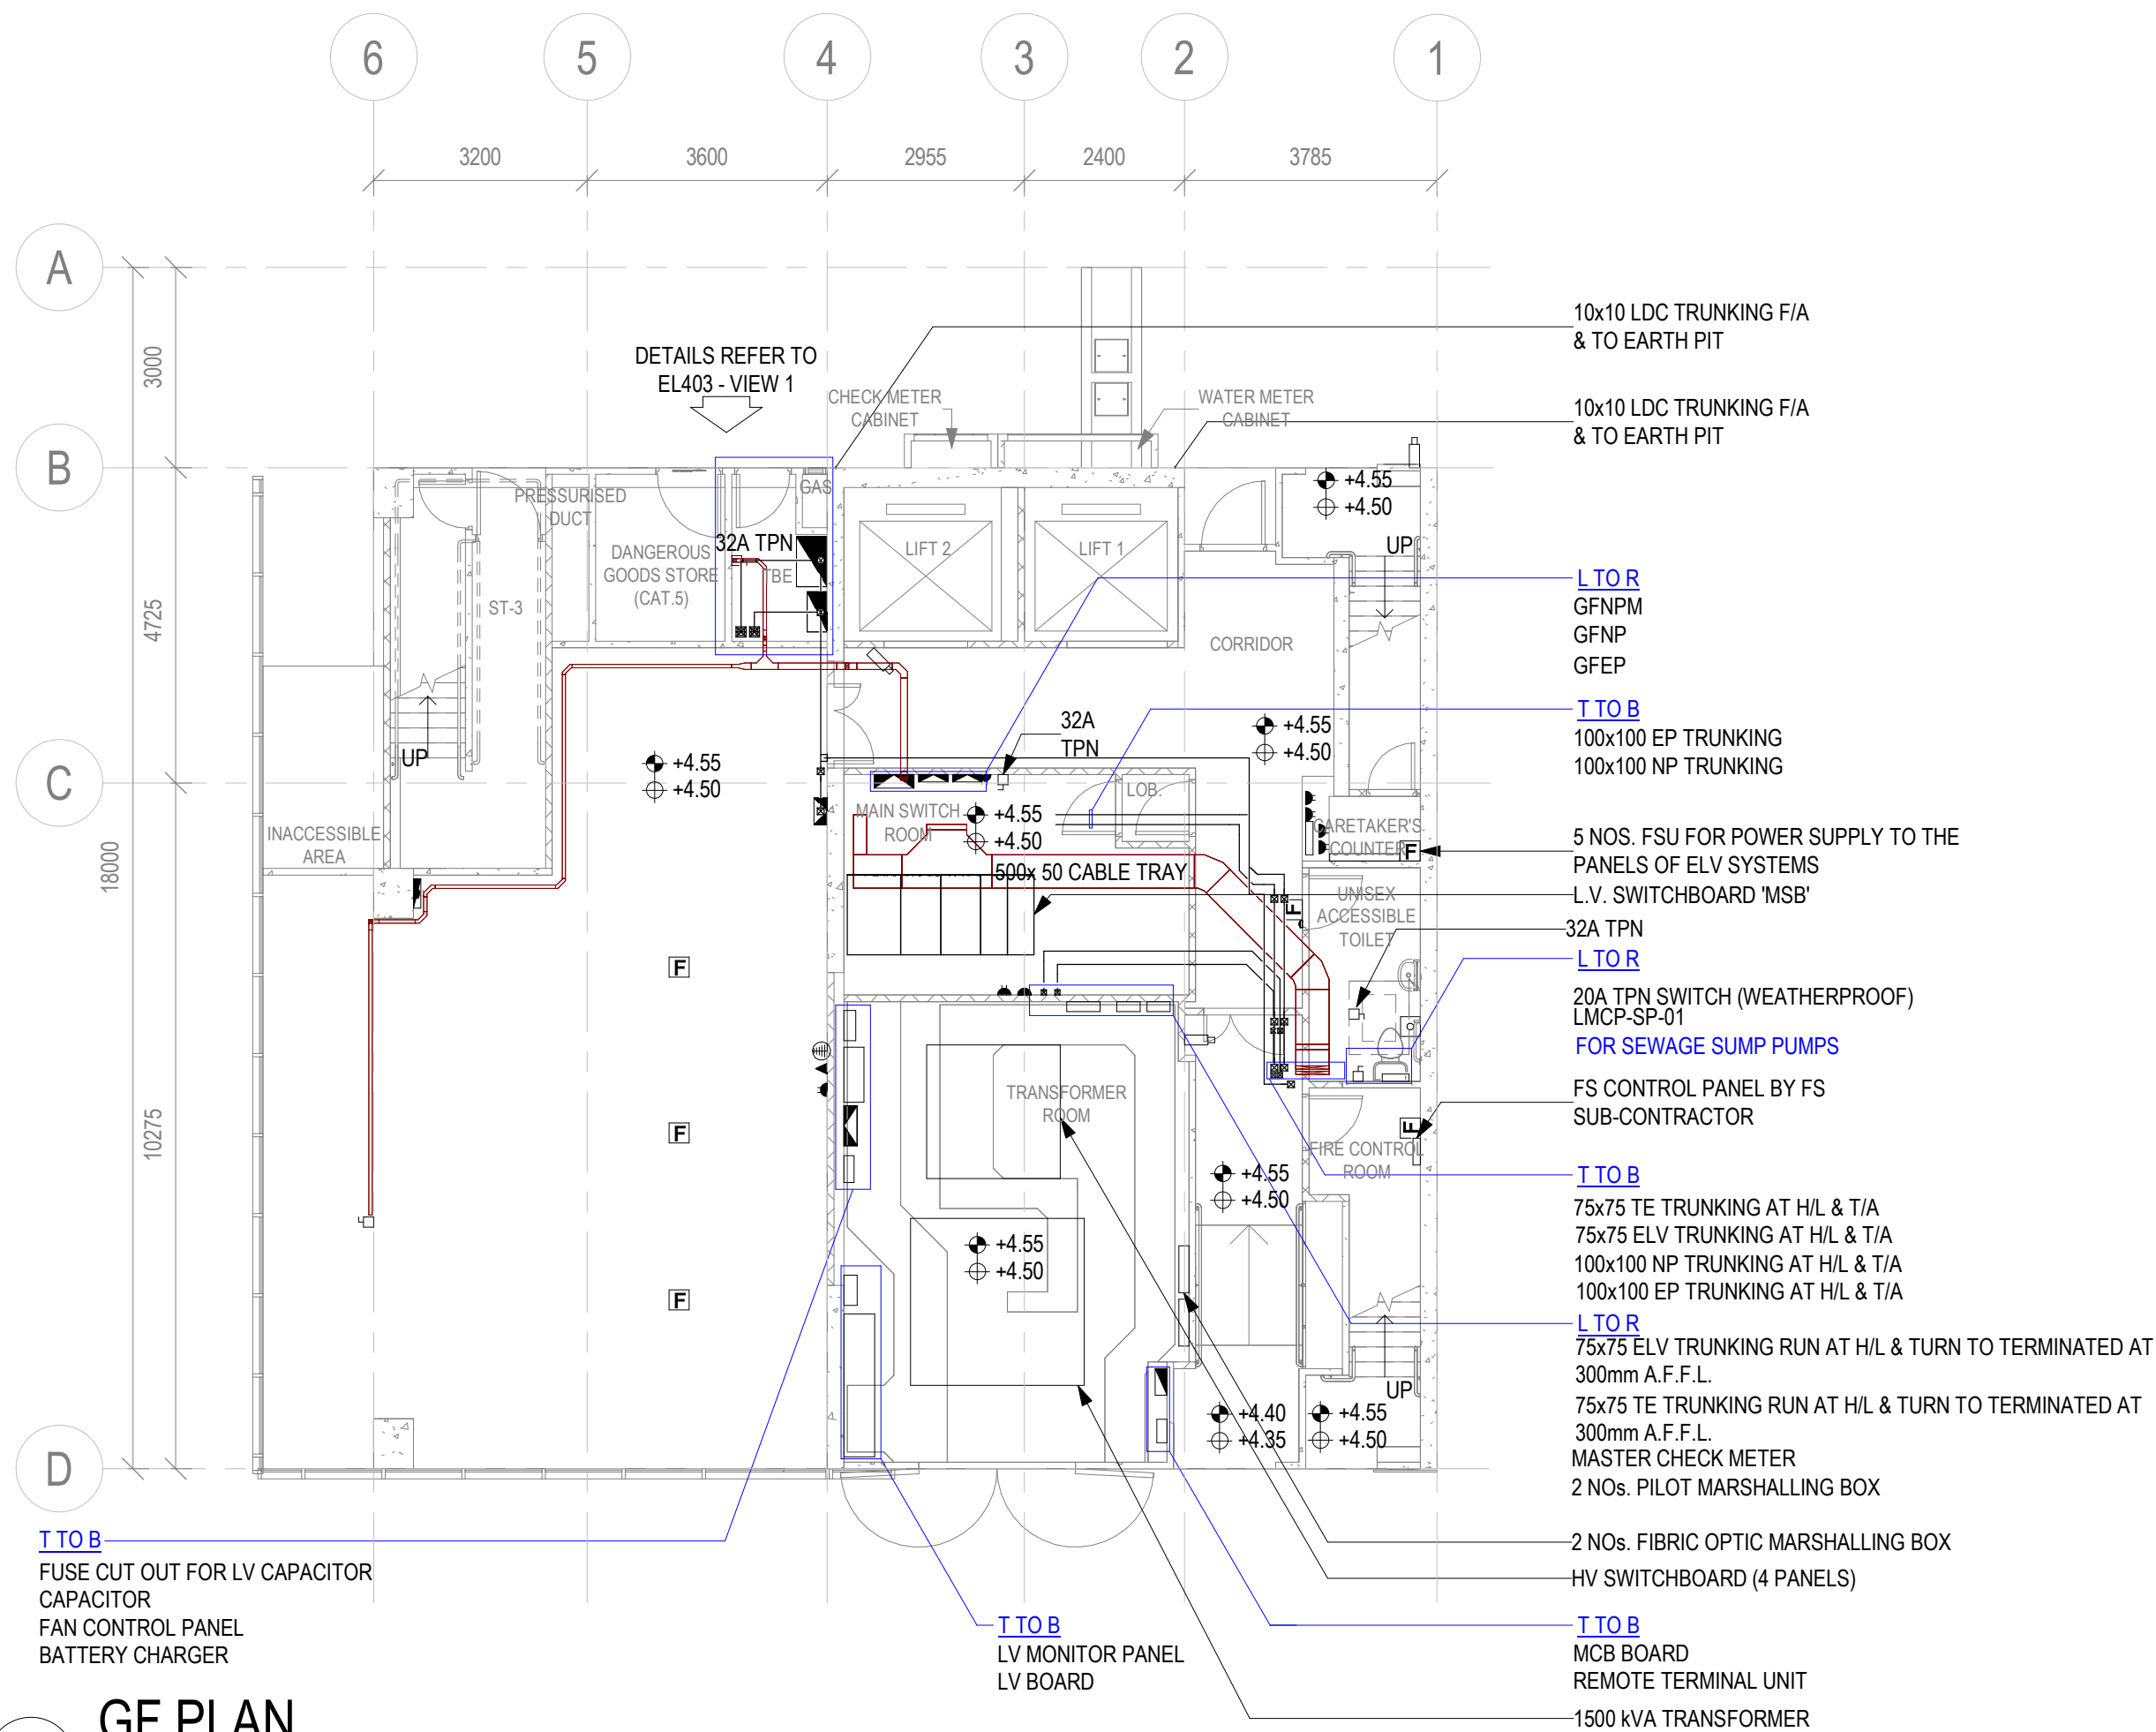 6
5
4
3
2
1
3200
3600
2955
2400
3785
A
B
C
D
3000
4725
18000
10275
DETAILS REFER TO
EL403 - VIEW 1
CHECK METER
CABINET
WATER METER
CABINET
10x10 LDC TRUNKING F/A
& TO EARTH PIT
10x10 LDC TRUNKING F/A
& TO EARTH PIT
PRESSURISED
DUCT
GAS
32A TPN
DANGEROUS
GOODS STORE
(CAT.5)
TBE
ST-3
LIFT 2
LIFT 1
+4.55
+4.50
UP
CORRIDOR
L TO R
GFNPM
GFNP
GFEP
T TO B
100x100 EP TRUNKING
100x100 NP TRUNKING
UP
+4.55
+4.50
32A
TPN
+4.55
+4.50
LOB.
MAIN SWITCH
ROOM
+4.55
+4.50
INACCESSIBLE
AREA
CARETAKER'S
COUNTER
F
5 NOS. FSU FOR POWER SUPPLY TO THE
PANELS OF ELV SYSTEMS
500x 50 CABLE TRAY
L.V. SWITCHBOARD 'MSB'
UNISEX
ACCESSIBLE
TOILET
F
32A TPN
L TO R
20A TPN SWITCH (WEATHERPROOF)
LMCP-SP-01
FOR SEWAGE SUMP PUMPS
F
F
F
TRANSFORMER
ROOM
FS CONTROL PANEL BY FS
SUB-CONTRACTOR
F
FIRE CONTROL
ROOM
+4.55
+4.50
T TO B
75x75 TE TRUNKING AT H/L & T/A
75x75 ELV TRUNKING AT H/L & T/A
100x100 NP TRUNKING AT H/L & T/A
100x100 EP TRUNKING AT H/L & T/A
+4.55
+4.50
L TO R
75x75 ELV TRUNKING RUN AT H/L & TURN TO TERMINATED AT
300mm A.F.F.L.
75x75 TE TRUNKING RUN AT H/L & TURN TO TERMINATED AT
300mm A.F.F.L.
MASTER CHECK METER
2 NOs. PILOT MARSHALLING BOX
UP
+4.40
+4.35
+4.55
+4.50
2 NOs. FIBRIC OPTIC MARSHALLING BOX
HV SWITCHBOARD (4 PANELS)
T TO B
FUSE CUT OUT FOR LV CAPACITOR
CAPACITOR
FAN CONTROL PANEL
BATTERY CHARGER
T TO B
LV MONITOR PANEL
LV BOARD
T TO B
MCB BOARD
REMOTE TERMINAL UNIT
1500 kVA TRANSFORMER
GF PLAN